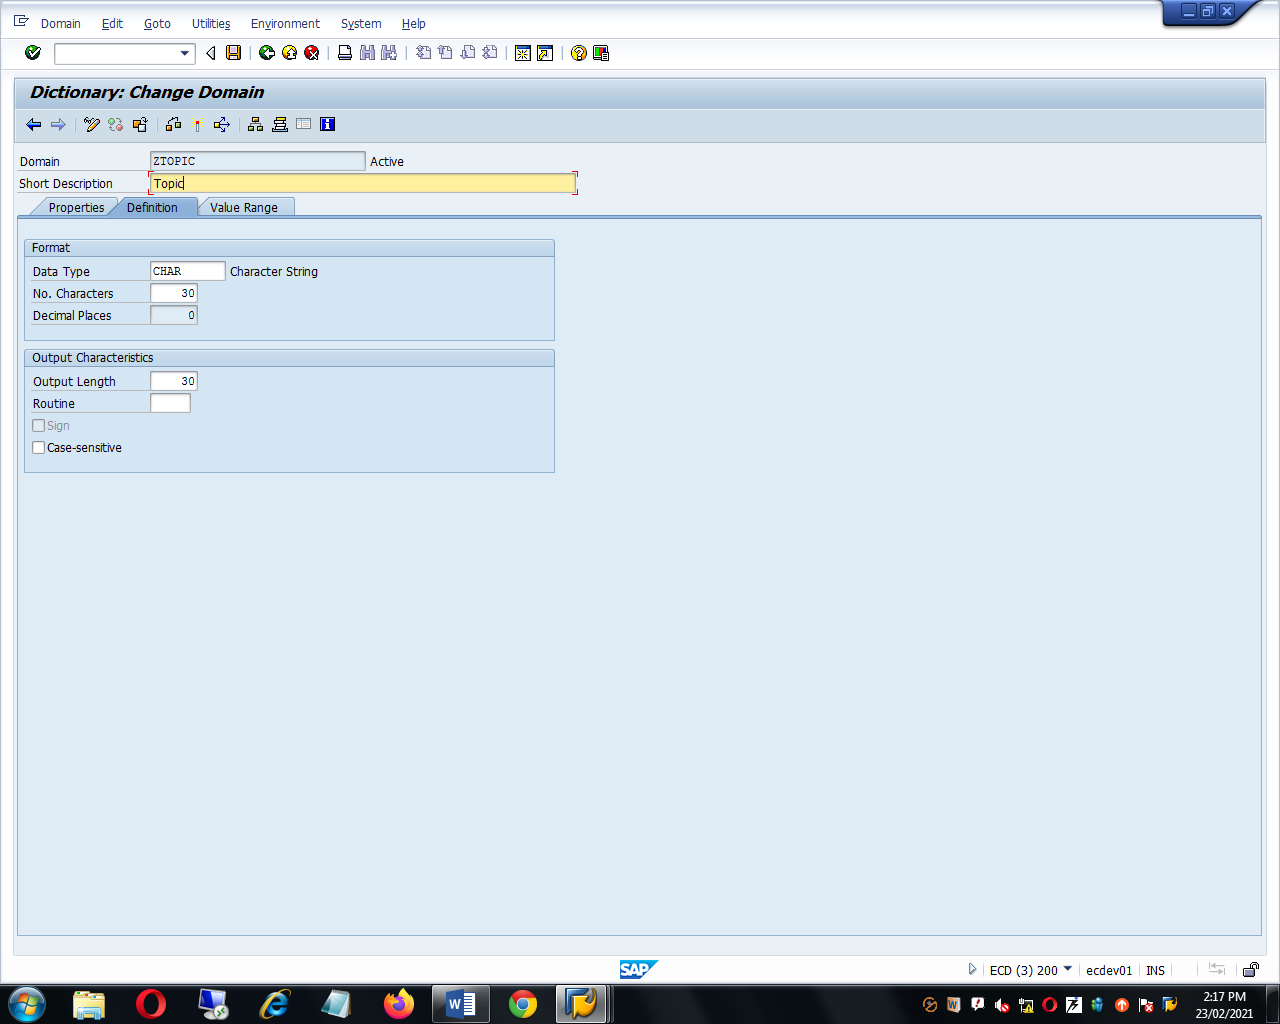 Domain Edit Goto Utilities Environment System Help
Dictionary: Change Domain
Domain ZTOPIC Active
Short Description Topic
Properties Definition Value Range
Format
Data Type CHAR Character String
No. Characters 30
Decimal Places 0
Output Characteristics
Output Length 30
Routine
Sign
Case-sensitive
SAP
ECD (3) 200 ecdev01 INS
2:17 PM
23/02/2021